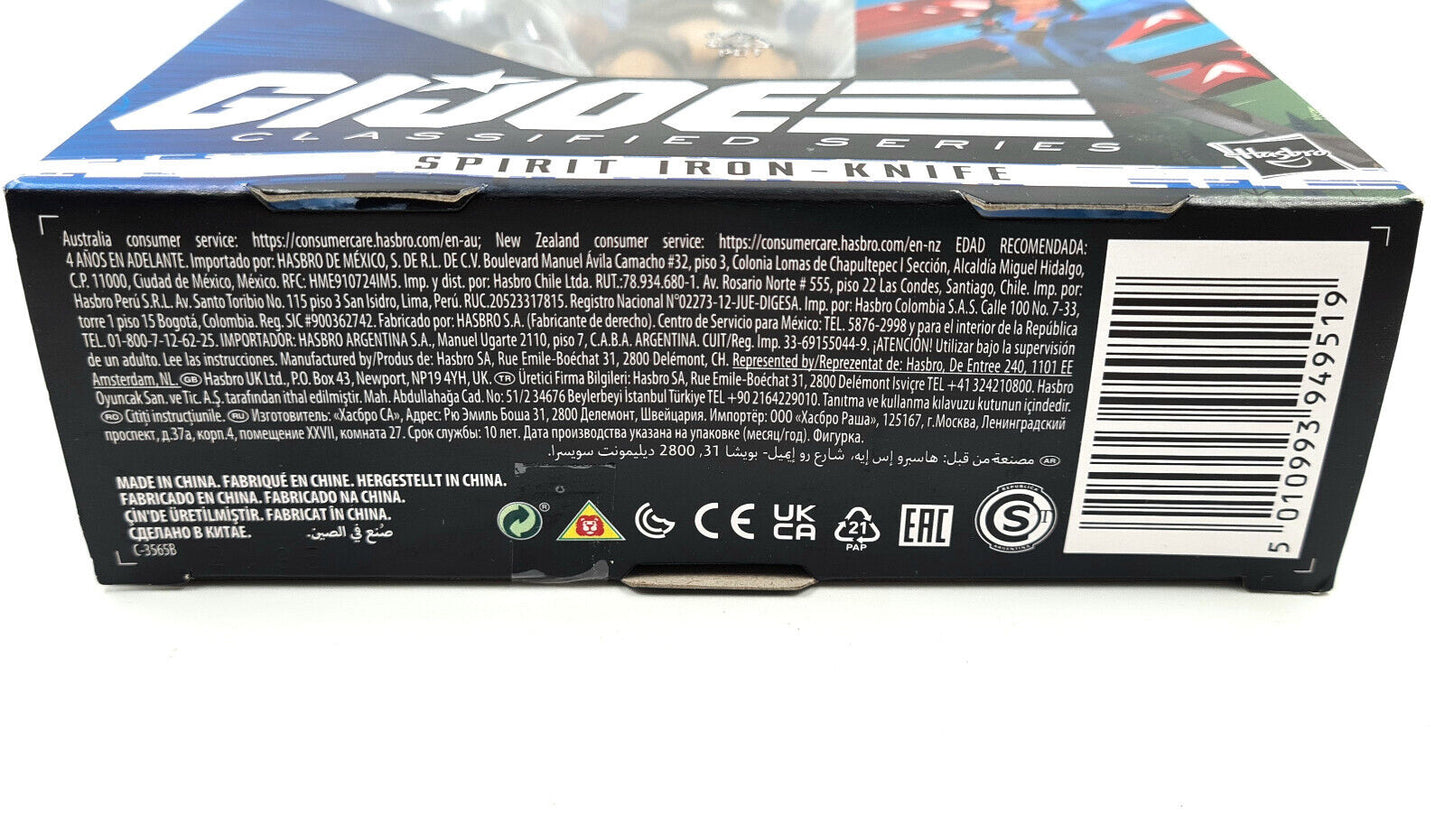 GIJOE
CLASSIFIED SERIES
SPIRIT IRON-KNIFE
Hasbro
Australia consumer service: https://consumercare.hasbro.com/en-au; New Zealand consumer service: https://consumercare.hasbro.com/en-nz EDAD RECOMENDADA:
4 AÑOS EN ADELANTE. Importado por: HASBRO DE MÉXICO, S. DE R.L. DE C.V. Boulevard Manuel Ávila Camacho #32, piso 3, Colonia Lomas de Chapultepec I Sección, Alcaldía Miguel Hidalgo,
C.P. 11000, Ciudad de México, México. RFC: HME910724IM5. Imp. y dist. por: Hasbro Chile Ltda. RUT.:78.934.680-1. Av. Rosario Norte # 555, piso 22 Las Condes, Santiago, Chile. Imp. por:
Hasbro Perú S.R.L. Av. Santo Toribio No. 115 piso 3 San Isidro, Lima, Perú. RUC.20523317815. Registro Nacional N°02273-12-JUE-DIGESA. Imp. por: Hasbro Colombia S.A.S. Calle 100 No. 7-33,
torre 1 piso 15 Bogotá, Colombia. Reg. SIC #900362742. Fabricado por: HASBRO S.A. (Fabricante de derecho). Centro de Servicio para México: TEL. 5876-2998 y para el interior de la República
TEL. 01-800-7-12-62-25. IMPORTADOR: HASBRO ARGENTINA S.A., Manuel Ugarte 2110, piso 7, C.A.B.A. ARGENTINA. CUIT/Reg. Imp. 33-69155044-9. ¡ATENCIÓN! Utilizar bajo la supervisión
de un adulto. Lee las instrucciones. Manufactured by/Produs de: Hasbro SA, Rue Emile-Boéchat 31, 2800 Delémont, CH. Represented by/Reprezentat de: Hasbro, De Entree 240, 1101 EE
Amsterdam, NL. GB Hasbro UK Ltd., P.O. Box 43, Newport, NP19 4YH, UK. TR Üretici Firma Bilgileri: Hasbro SA, Rue Emile-Boéchat 31, 2800 Delémont İsviçre TEL +41 324210800. Hasbro
Oyuncak San. ve Tic. A.Ş. tarafından ithal edilmiştir. Mah. Abdullahağa Cad. No: 51/2 34676 Beylerbeyi İstanbul Türkiye TEL +90 2164229010. Tanıtma ve kullanma kılavuzu kutunun içindedir.
RO Citiți instrucțiunile. RU Изготовитель: «Хасбро СА», Адрес: Рю Эмиль Боша 31, 2800 Делемонт, Швейцария. Импортёр: ООО «Хасбро Раша», 125167, г.Москва, Ленинградский
проспект, д.37а, корп.4, помещение XXVII, комната 27. Срок службы: 10 лет. Дата производства указана на упаковке (месяц/год). Фигурка.
AR مصنعة من قبل: هاسبرو إس إيه، شارع رو إيميل- بويشا 31، 2800 ديليمونت سويسرا.
MADE IN CHINA. FABRIQUÉ EN CHINE. HERGESTELLT IN CHINA.
FABRICADO EN CHINA. FABRICADO NA CHINA.
ÇİN'DE ÜRETİLMİŞTİR. FABRICAT ÎN CHINA.
СДЕЛАНО В КИТАЕ. صُنع في الصين.
C-3565B
® CE UK CA 21 PAP EAC
REPUBLICA S T ARGENTINA
5 010993 949519